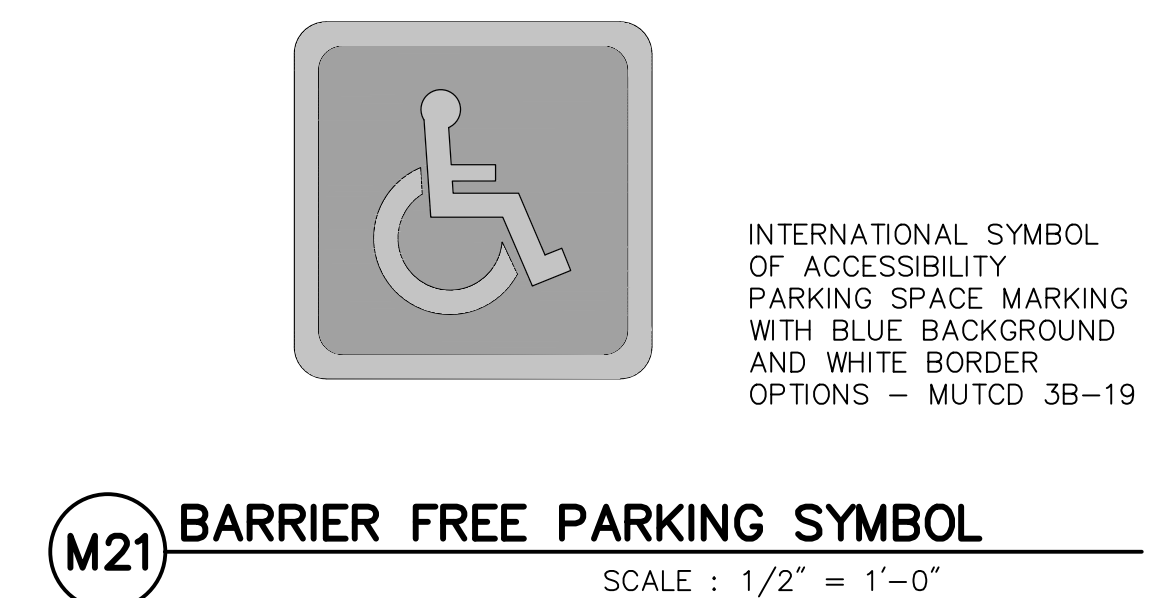 INTERNATIONAL SYMBOL
OF ACCESSIBILITY
PARKING SPACE MARKING
WITH BLUE BACKGROUND
AND WHITE BORDER
OPTIONS – MUTCD 3B–19
M21
BARRIER FREE PARKING SYMBOL
SCALE : 1/2" = 1'–0"